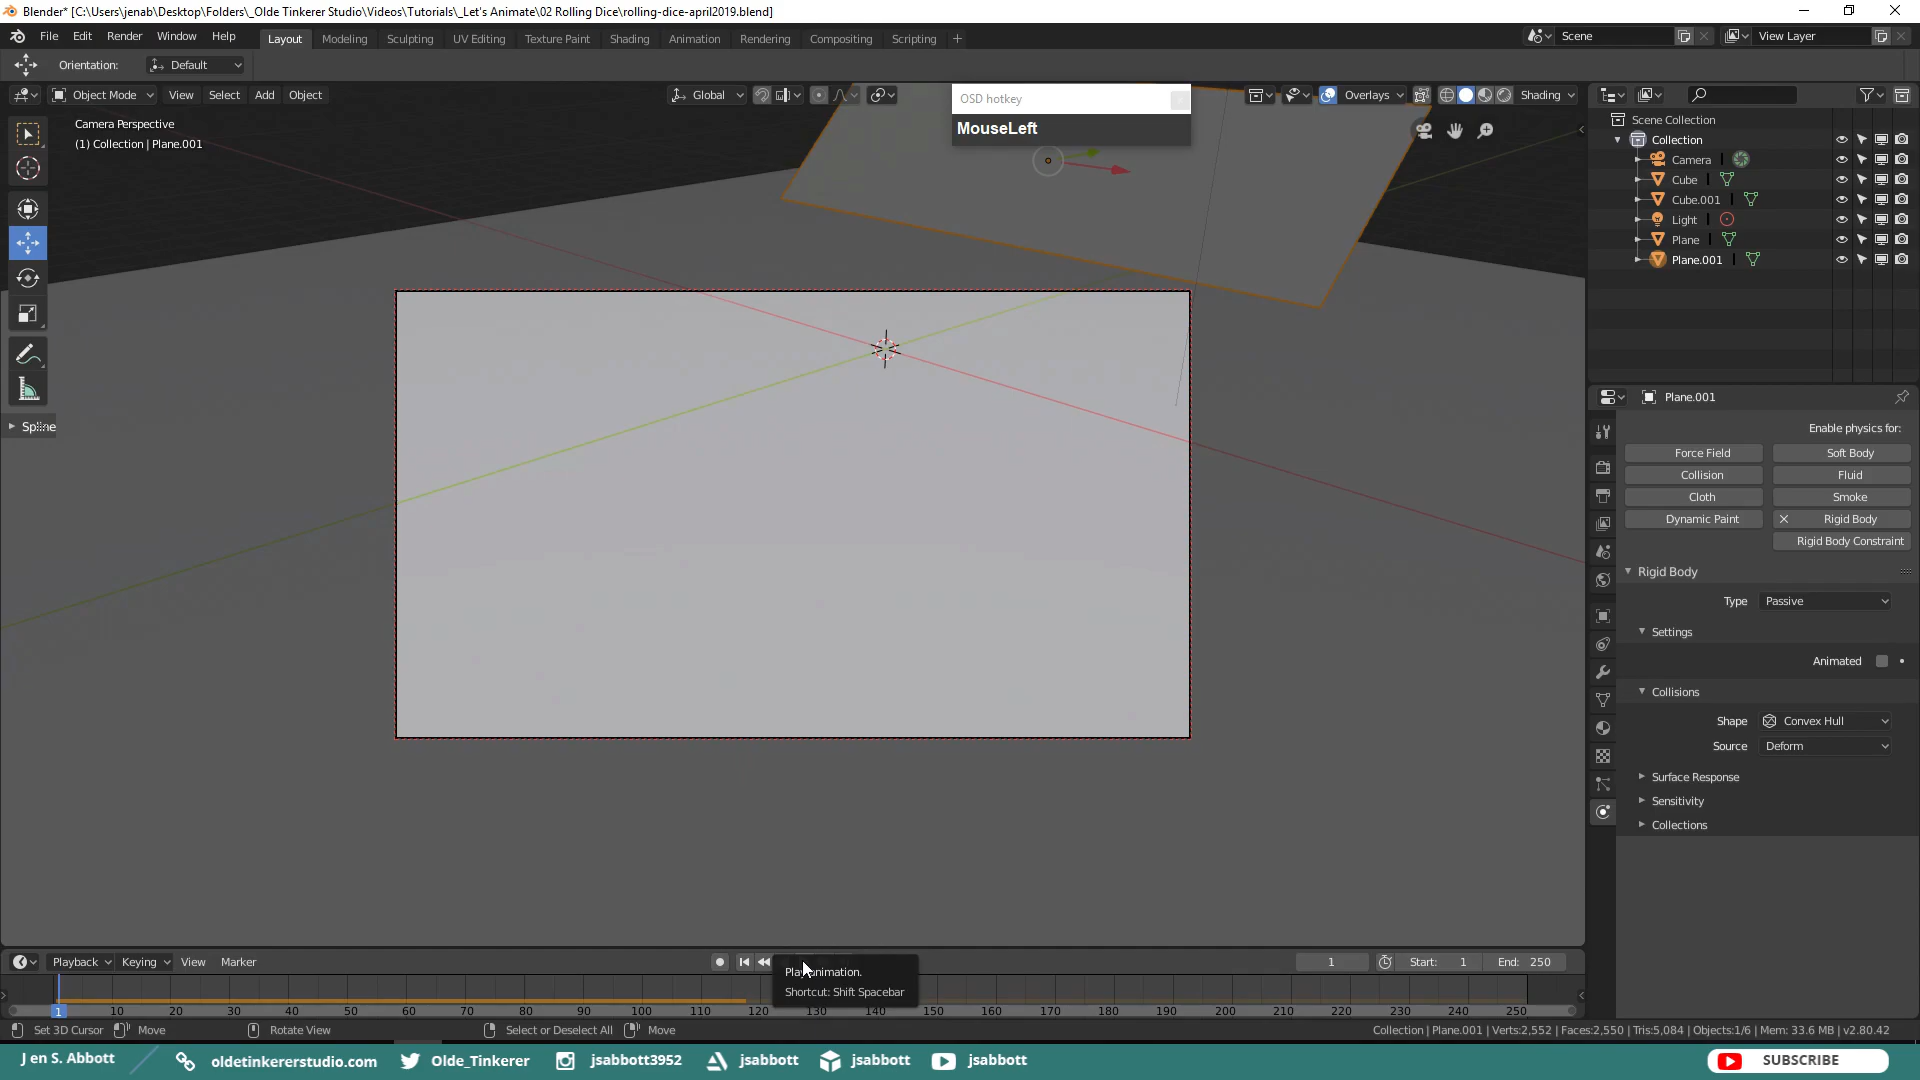 Blender* [C:\Users\jenab\Desktop\Folders\_Olde Tinkerer Studio\Videos\Tutorials\_Let's Animate\02 Rolling Dice\rolling-dice-april2019.blend]
File Edit Render Window Help Layout Modeling Sculpting UV Editing Texture Paint Shading Animation Rendering Compositing Scripting + Scene View Layer
Orientation: Default
Object Mode View Select Add Object Global Overlays Shading
OSD hotkey
MouseLeft
Camera Perspective
(1) Collection | Plane.001
Scene Collection
Collection
Camera
Cube
Cube.001
Light
Plane
Plane.001
Plane.001
Enable physics for:
Force Field Soft Body
Collision Fluid
Cloth Smoke
Dynamic Paint Rigid Body
Rigid Body Constraint
Rigid Body
Type Passive
Settings
Animated
Collisions
Shape Convex Hull
Source Deform
Surface Response
Sensitivity
Collections
Playback Keying View Marker 1 Start: 1 End: 250
animation.
Shortcut: Shift Spacebar
1 10 20 30 40 50 60 70 80 90 100 110 120 130 140 150 160 170 180 190 200 210 220 230 240 250
Set 3D Cursor Move Rotate View Select or Deselect All Move Collection | Plane.001 | Verts:2,552 | Faces:2,550 | Tris:5,084 | Objects:1/6 | Mem: 33.6 MB | v2.80.42
J en S. Abbott oldetinkererstudio.com Olde_Tinkerer jsabbott3952 jsabbott jsabbott jsabbott SUBSCRIBE